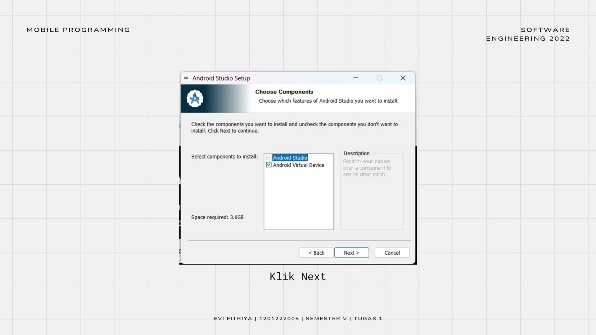 MOBILE PROGRAMMING
SOFTWARE
ENGINEERING 2022
Android Studio Setup
Choose Components
Choose which features of Android Studio you want to install.
Check the components you want to install and uncheck the components you don't want to
install. Click Next to continue.
Select components to install:
Android Studio
Android Virtual Device
Description
Position your mouse
over a component to
see its description.
Space required: 3.6GB
< Back
Next >
Cancel
Klik Next
EVI FITRIYA | 1201222005 | SEMESTER V | TUGAS 1